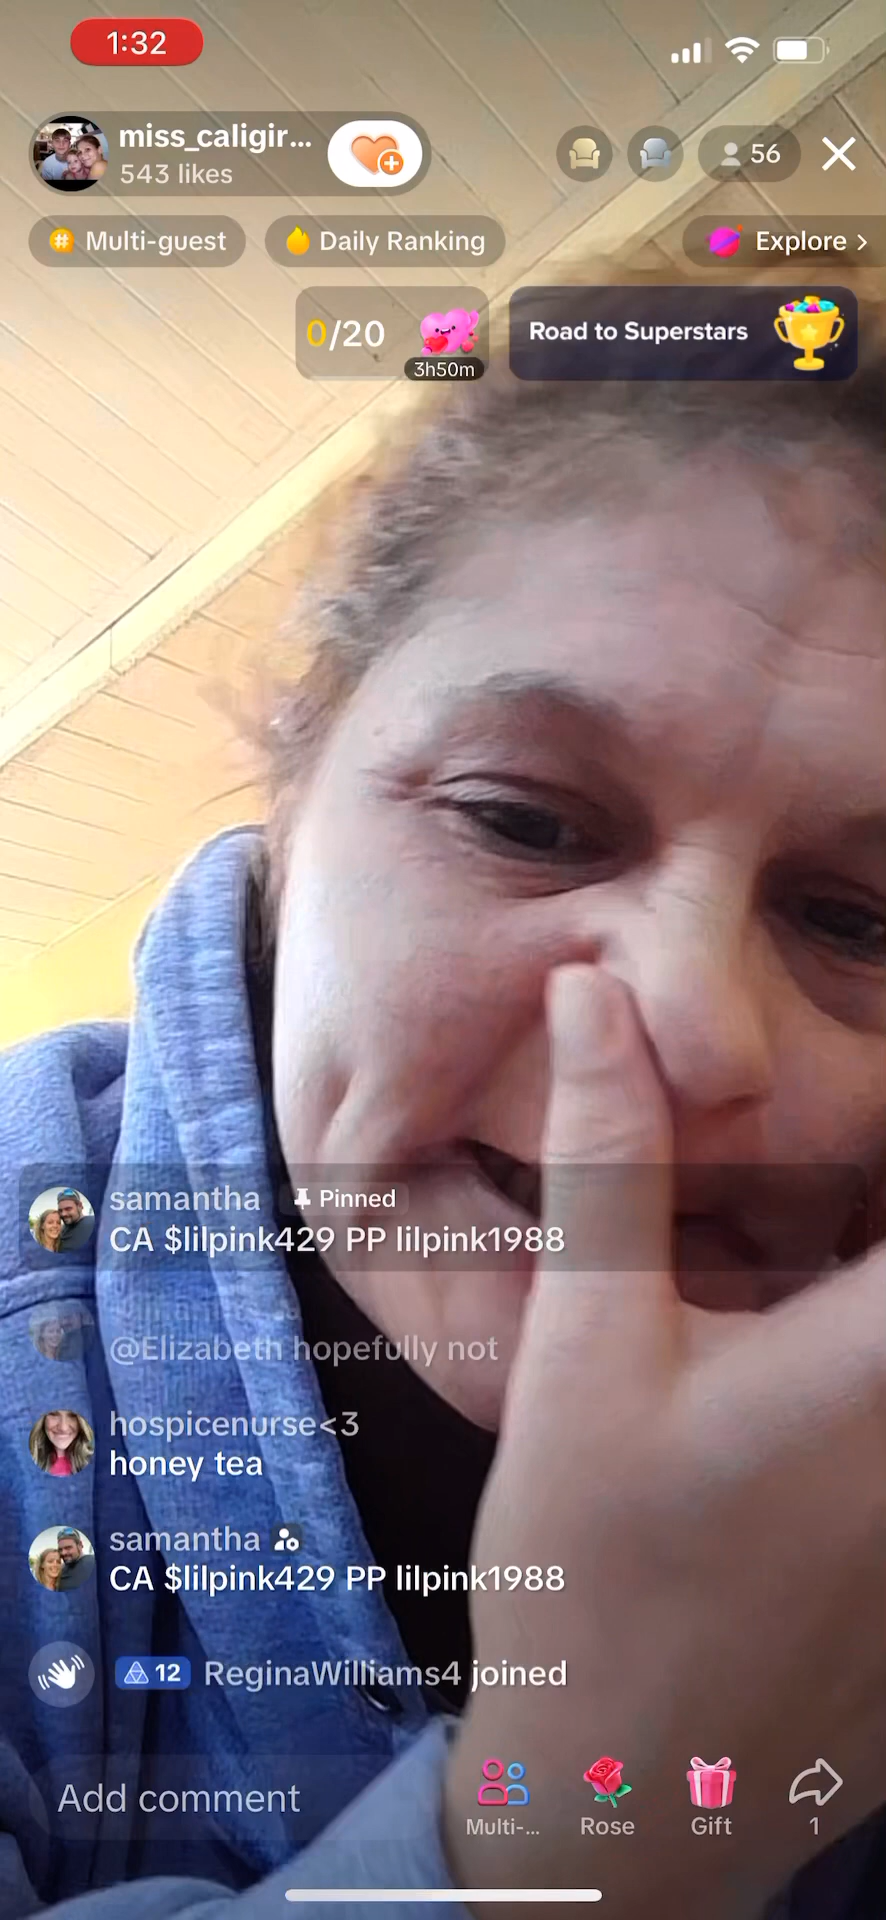 1:32
miss_caligir...
543 likes
56
Multi-guest
Daily Ranking
Explore >
0/20
3h50m
Road to Superstars
samantha Pinned
CA $lilpink429 PP lilpink1988
@Elizabeth hopefully not
hospicenurse<3
honey tea
samantha
CA $lilpink429 PP lilpink1988
12 ReginaWilliams4 joined
Add comment
Multi-...
Rose
Gift
1